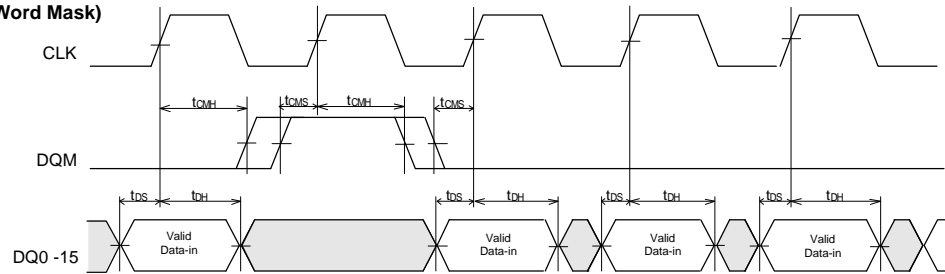 Word Mask)
CLK
tCMH tCMS tCMH tCMS
DQM
tDS tDH tDS tDH tDS tDH tDS tDH
Valid Data-in Valid Data-in Valid Data-in Valid Data-in
DQ0 -15